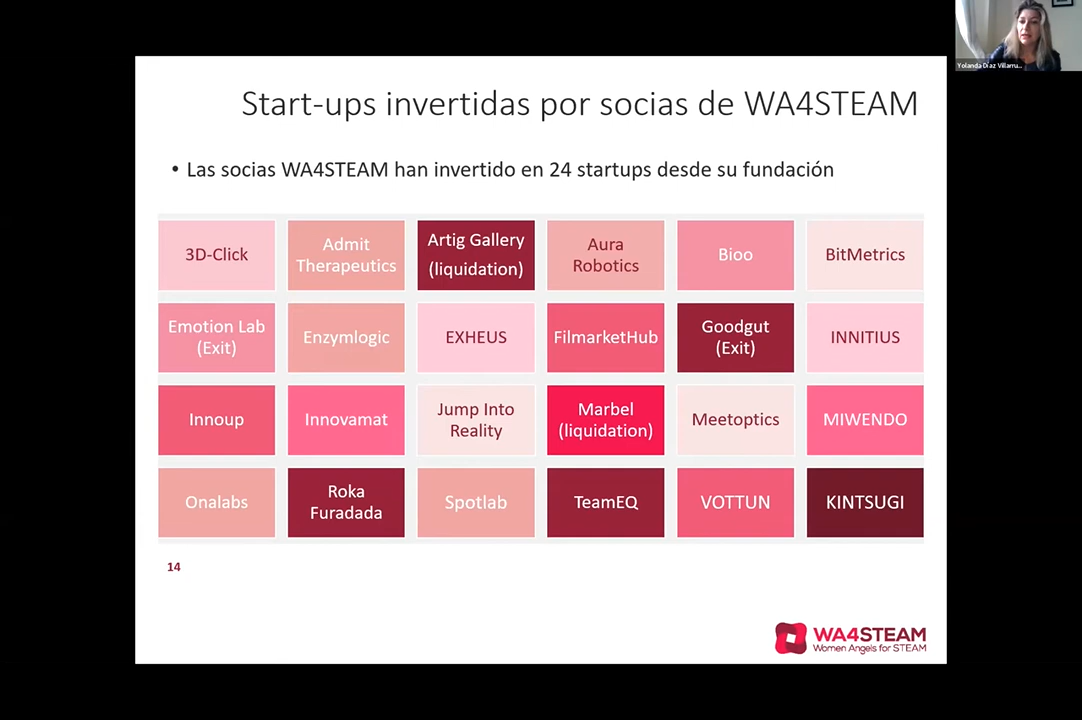 Yolanda Díaz Villarru...
Start-ups invertidas por socias de WA4STEAM
• Las socias WA4STEAM han invertido en 24 startups desde su fundación
3D-Click
Admit
Therapeutics
Artig Gallery
(liquidation)
Aura
Robotics
Bioo
BitMetrics
Emotion Lab
(Exit)
Enzymlogic
EXHEUS
FilmarketHub
Goodgut
(Exit)
INNITIUS
Innoup
Innovamat
Jump Into
Reality
Marbel
(liquidation)
Meetoptics
MIWENDO
Onalabs
Roka
Furadada
Spotlab
TeamEQ
VOTTUN
KINTSUGI
14
WA4STEAM
Women Angels for STEAM